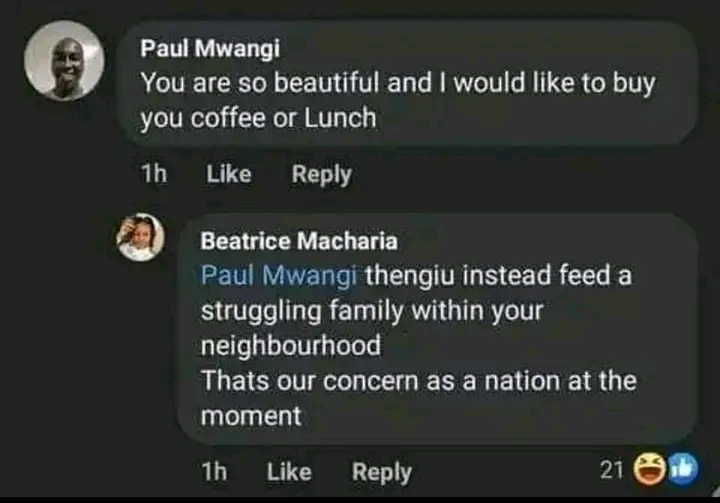 Paul Mwangi
You are so beautiful and I would like to buy
you coffee or Lunch
1h Like Reply
Beatrice Macharia
Paul Mwangi thengiu instead feed a
struggling family within your
neighbourhood
Thats our concern as a nation at the
moment
1h Like Reply 21